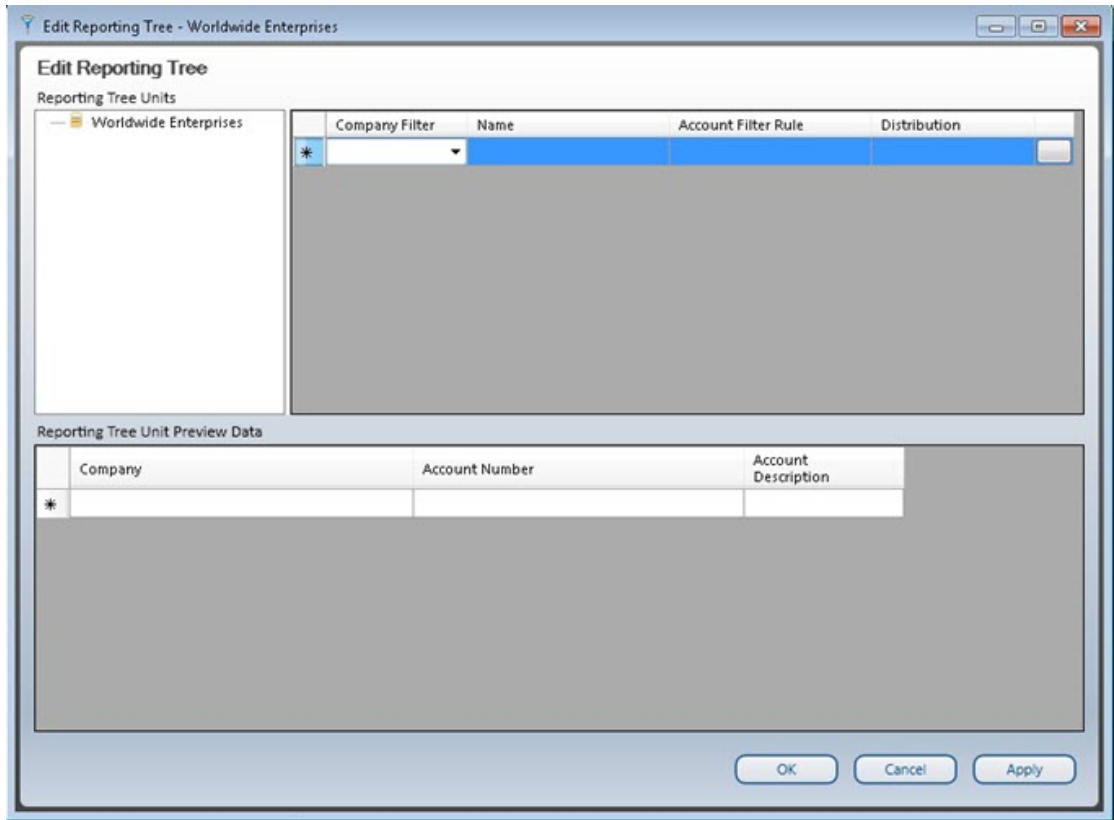 Edit Reporting Tree - Worldwide Enterprises
Edit Reporting Tree
Reporting Tree Units
Worldwide Enterprises
Company Filter Name Account Filter Rule Distribution
Reporting Tree Unit Preview Data
Company Account Number Account
Description
OK Cancel Apply